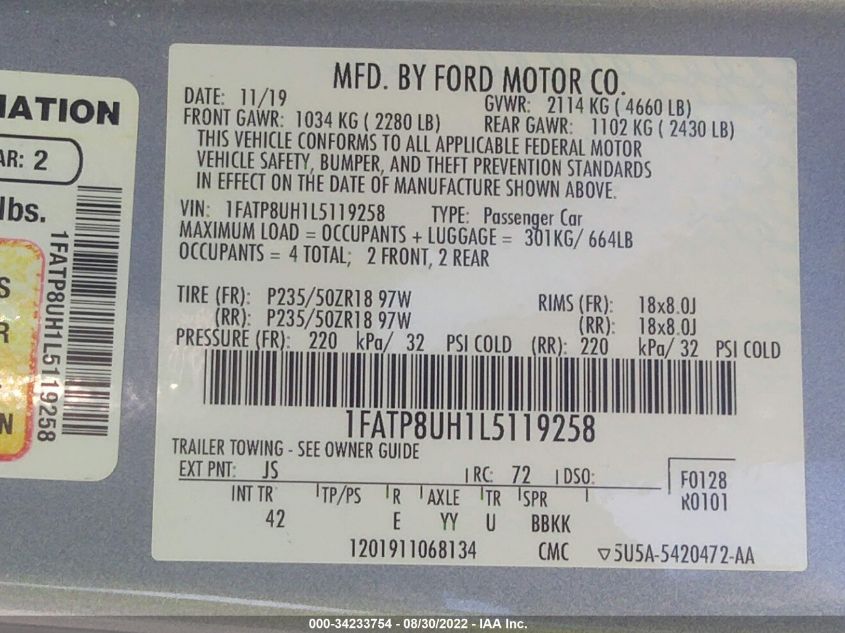 MATION
AR: 2
lbs.
S
R
N
1FATP8UH1L5119258
MFD. BY FORD MOTOR CO.
DATE: 11/19 GVWR: 2114 KG ( 4660 LB)
FRONT GAWR: 1034 KG ( 2280 LB) REAR GAWR: 1102 KG ( 2430 LB)
THIS VEHICLE CONFORMS TO ALL APPLICABLE FEDERAL MOTOR
VEHICLE SAFETY, BUMPER, AND THEFT PREVENTION STANDARDS
IN EFFECT ON THE DATE OF MANUFACTURE SHOWN ABOVE.
VIN: 1FATP8UH1L5119258 TYPE: Passenger Car
MAXIMUM LOAD = OCCUPANTS + LUGGAGE = 301KG/ 664LB
OCCUPANTS = 4 TOTAL; 2 FRONT, 2 REAR
TIRE (FR): P235/50ZR18 97W RIMS (FR): 18x8.0J
(RR): P235/50ZR18 97W (RR): 18x8.0J
PRESSURE (FR): 220 kPa/ 32 PSI COLD (RR): 220 kPa/ 32 PSI COLD
1FATP8UH1L5119258
TRAILER TOWING - SEE OWNER GUIDE
EXT PNT: JS RC: 72 DSO: F0128
R0101
INT TR TP/PS R AXLE TR SPR
42 E YY U BBKK
1201911068134 CMC ▽5U5A-5420472-AA
000-34233754 - 08/30/2022 - IAA Inc.